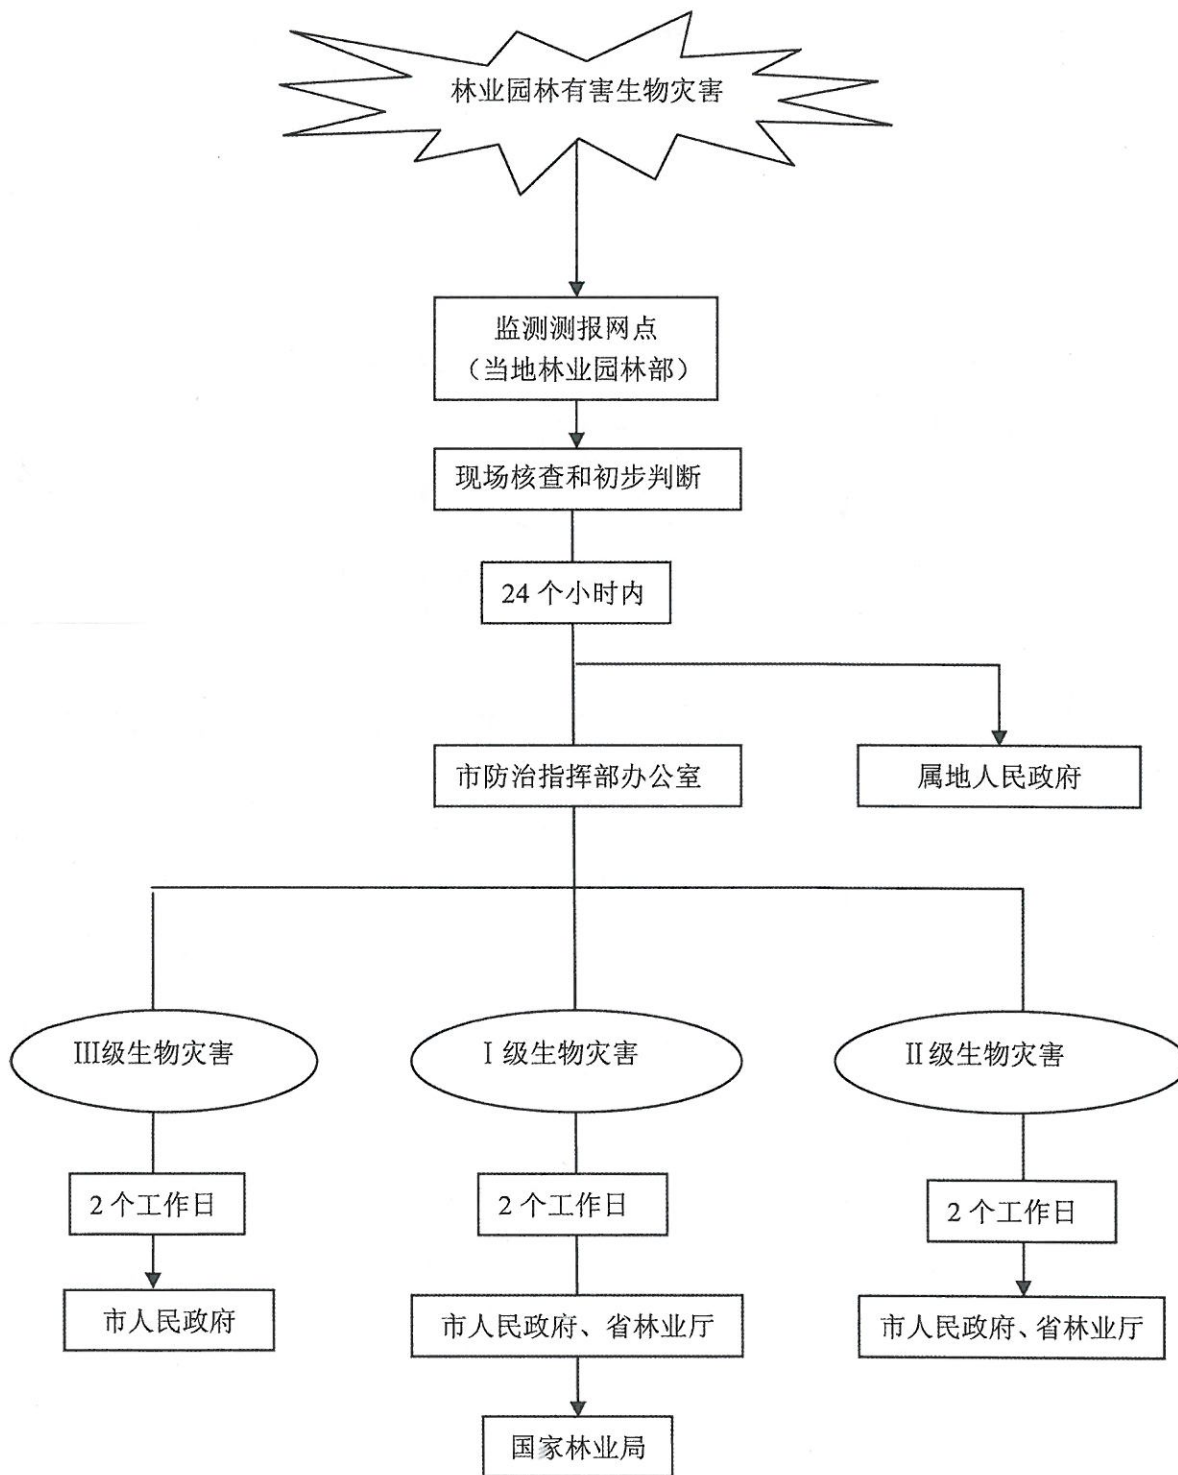 林业园林有害生物灾害
监测测报网点
（当地林业园林部）
现场核查和初步判断
24 个小时内
市防治指挥部办公室
属地人民政府
Ⅲ级生物灾害
Ⅰ级生物灾害
Ⅱ级生物灾害
2 个工作日
2 个工作日
2 个工作日
市人民政府
市人民政府、省林业厅
市人民政府、省林业厅
国家林业局